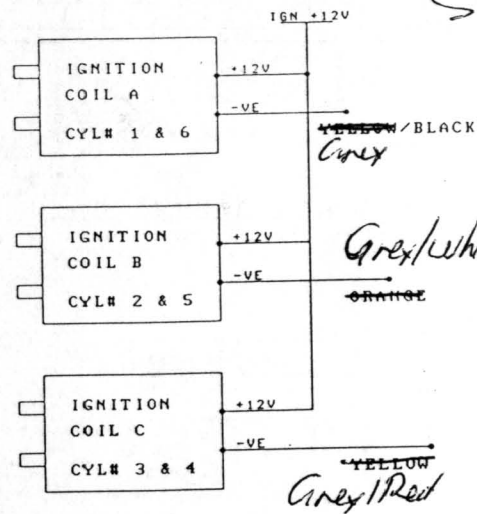 IGN +12V
IGNITION
COIL A
CYL# 1 & 6
+12V
-VE
YELLOW/BLACK
Grey
IGNITION
COIL B
CYL# 2 & 5
+12V
-VE
Grey/Whi
ORANGE
IGNITION
COIL C
CYL# 3 & 4
+12V
-VE
YELLOW
Grey/Red